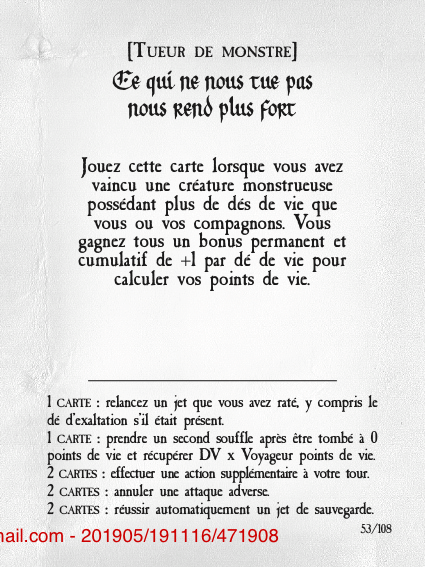 [Tueur de monstre]
Ce qui ne nous tue pas
nous rend plus fort
Jouez cette carte lorsque vous avez
vaincu une créature monstrueuse
possédant plus de dés de vie que
vous ou vos compagnons. Vous
gagnez tous un bonus permanent et
cumulatif de +1 par dé de vie pour
calculer vos points de vie.
1 carte : relancez un jet que vous avez raté, y compris le
dé d'exaltation s'il était présent.
1 carte : prendre un second souffle après être tombé à 0
points de vie et récupérer DV x Voyageur points de vie.
2 cartes : effectuer une action supplémentaire à votre tour.
2 cartes : annuler une attaque adverse.
2 cartes : réussir automatiquement un jet de sauvegarde.
53/108
mail.com - 201905/191116/471908